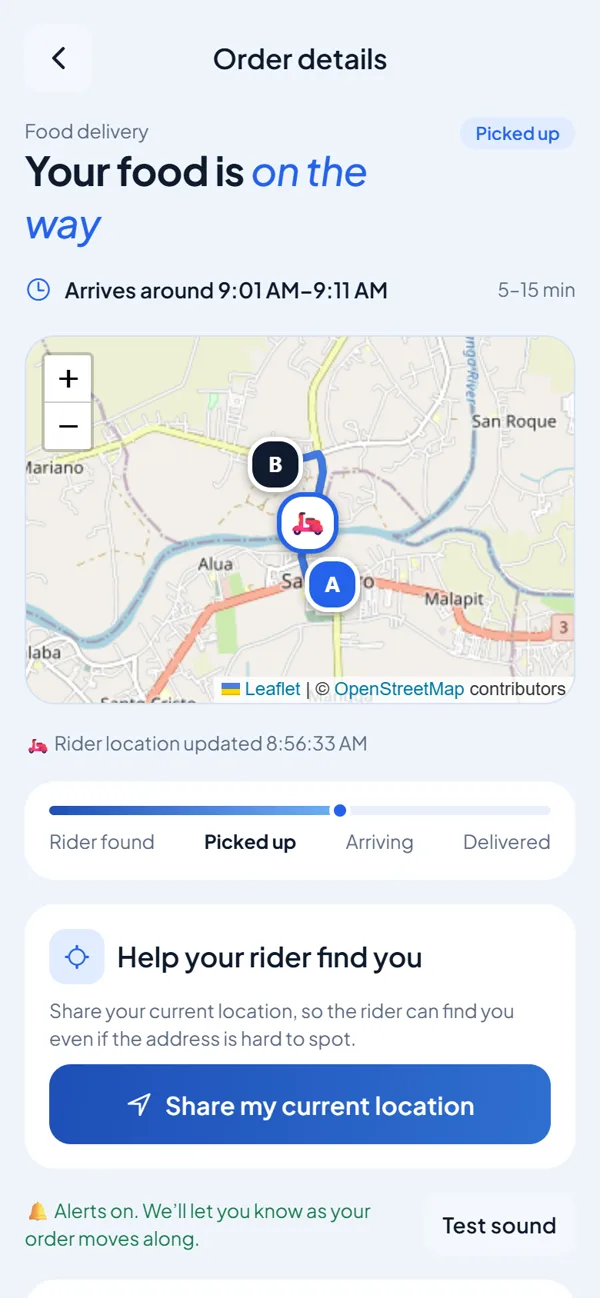 Order details
Food delivery
Picked up
Your food is on the
way
Arrives around 9:01 AM–9:11 AM
5–15 min
+
−
San Roque
Mariano
B
Alua
A
Malapit
3
Leaflet | © OpenStreetMap contributors
Rider location updated 8:56:33 AM
Rider found
Picked up
Arriving
Delivered
Help your rider find you
Share your current location, so the rider can find you
even if the address is hard to spot.
Share my current location
Alerts on. We'll let you know as your
order moves along.
Test sound